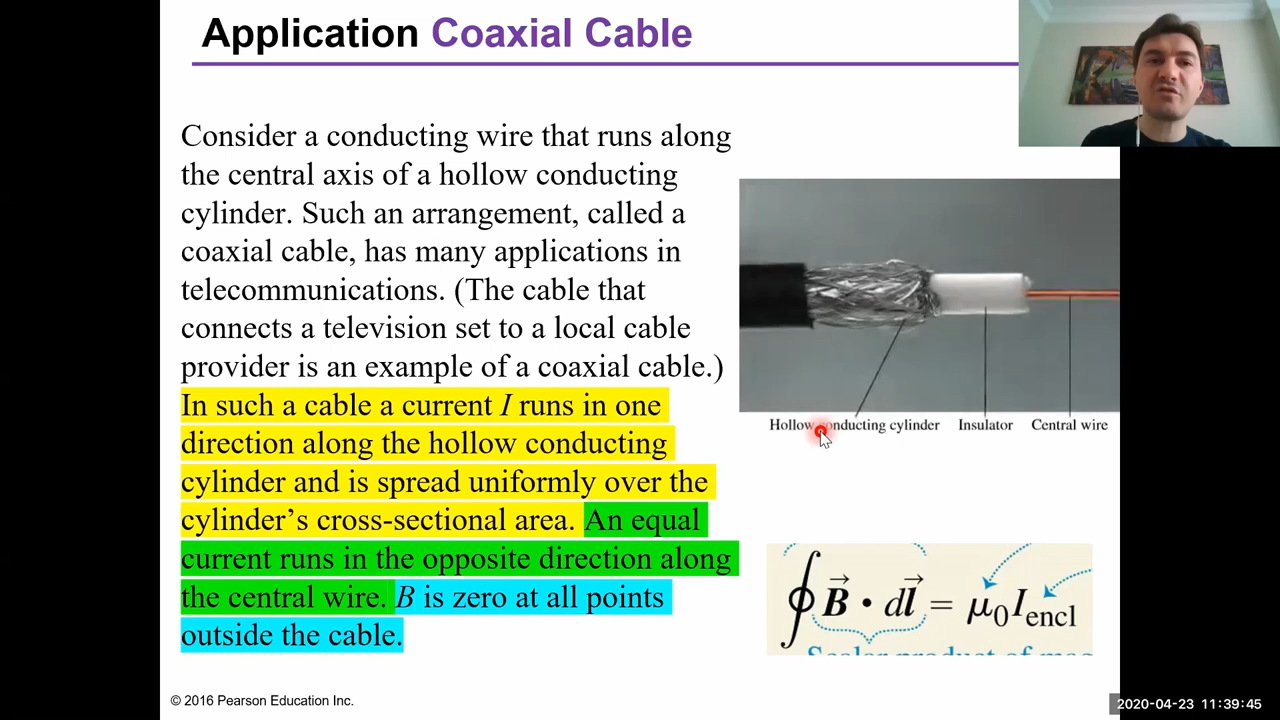 Application Coaxial Cable
Consider a conducting wire that runs along
the central axis of a hollow conducting
cylinder. Such an arrangement, called a
coaxial cable, has many applications in
telecommunications. (The cable that
connects a television set to a local cable
provider is an example of a coaxial cable.)
In such a cable a current I runs in one
direction along the hollow conducting
cylinder and is spread uniformly over the
cylinder’s cross-sectional area. An equal
current runs in the opposite direction along
the central wire. B is zero at all points
outside the cable.
Hollow conducting cylinder Insulator Central wire
∮ B⃗ • dl⃗ = μ₀I_encl
Scalar product of
© 2016 Pearson Education Inc.
2020-04-23 11:39:45